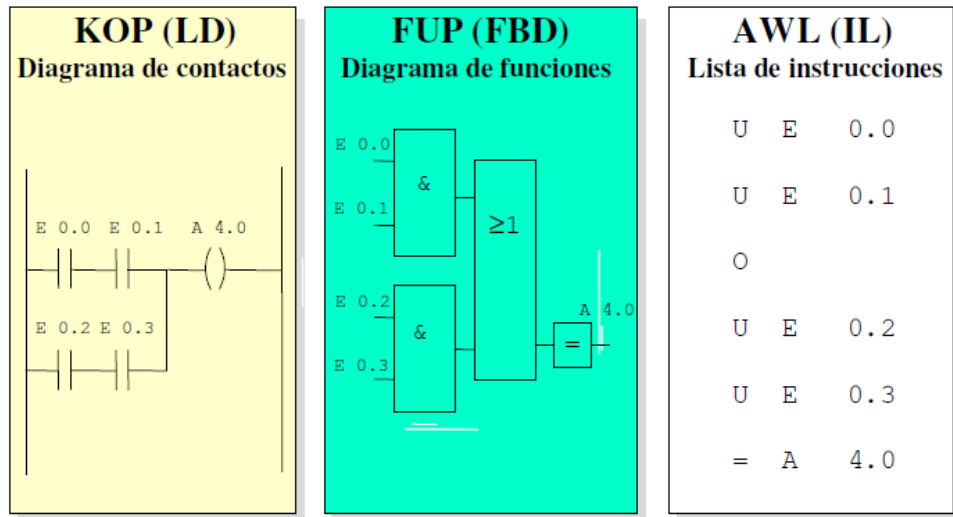 KOP (LD)
Diagrama de contactos
E 0.0 E 0.1 A 4.0
( )
E 0.2 E 0.3
FUP (FBD)
Diagrama de funciones
E 0.0
&
E 0.1
≥1
E 0.2
A 4.0
&
=
E 0.3
AWL (IL)
Lista de instrucciones
U E 0.0
U E 0.1
O
U E 0.2
U E 0.3
= A 4.0